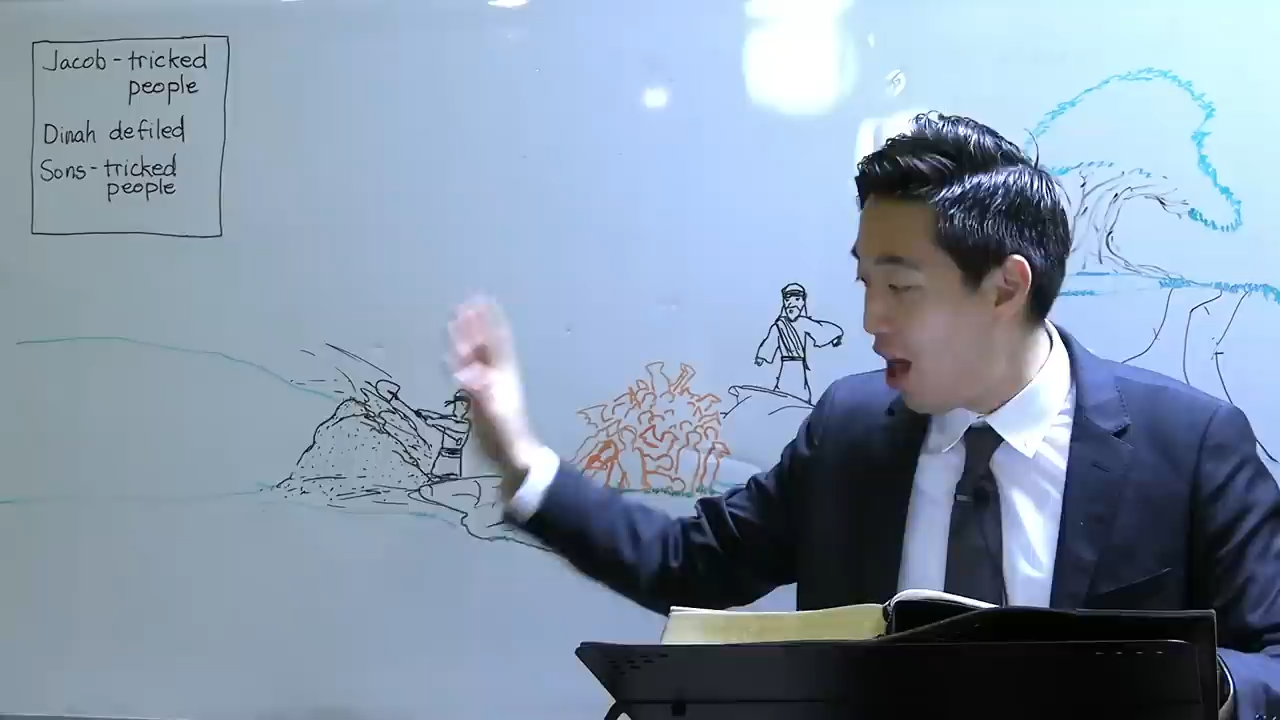 Jacob - tricked
people
Dinah defiled
Sons - tricked
people